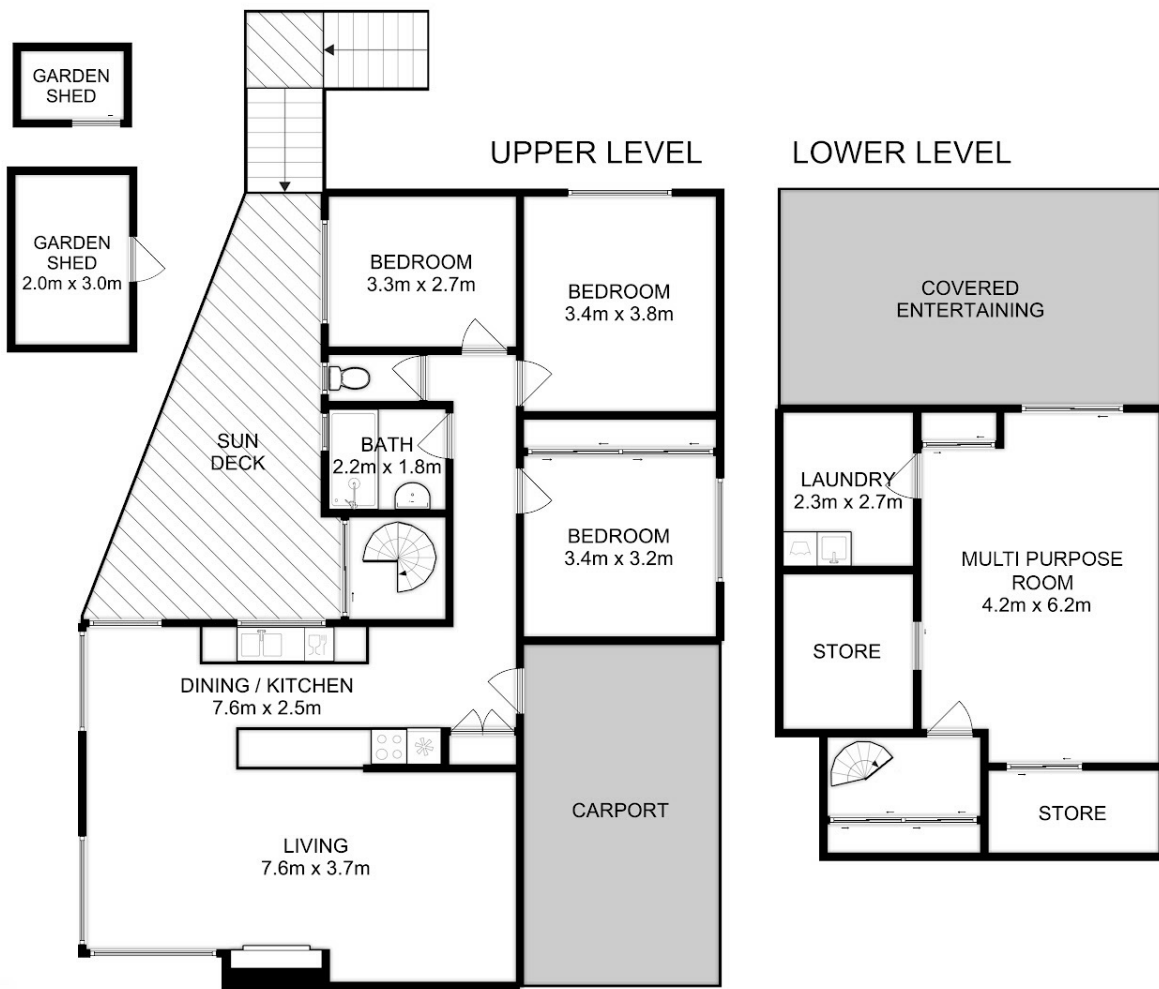 GARDEN
SHED
GARDEN
SHED
2.0m x 3.0m
UPPER LEVEL
BEDROOM
3.3m x 2.7m
BEDROOM
3.4m x 3.8m
SUN
DECK
BATH
2.2m x 1.8m
BEDROOM
3.4m x 3.2m
DINING / KITCHEN
7.6m x 2.5m
LIVING
7.6m x 3.7m
CARPORT
LOWER LEVEL
COVERED
ENTERTAINING
LAUNDRY
2.3m x 2.7m
MULTI PURPOSE
ROOM
4.2m x 6.2m
STORE
STORE